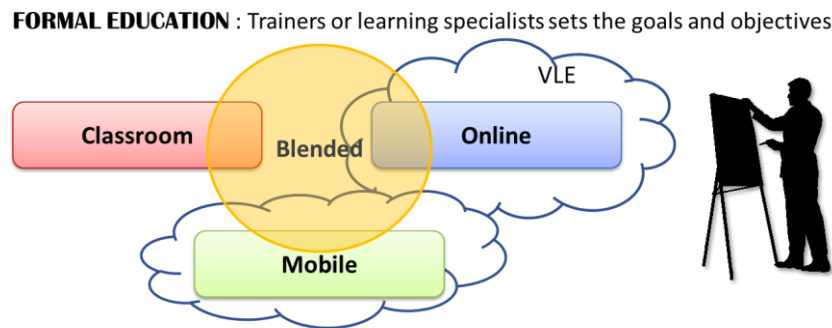 FORMAL EDUCATION : Trainers or learning specialists sets the goals and objectives
VLE
Classroom
Blended
Online
Mobile